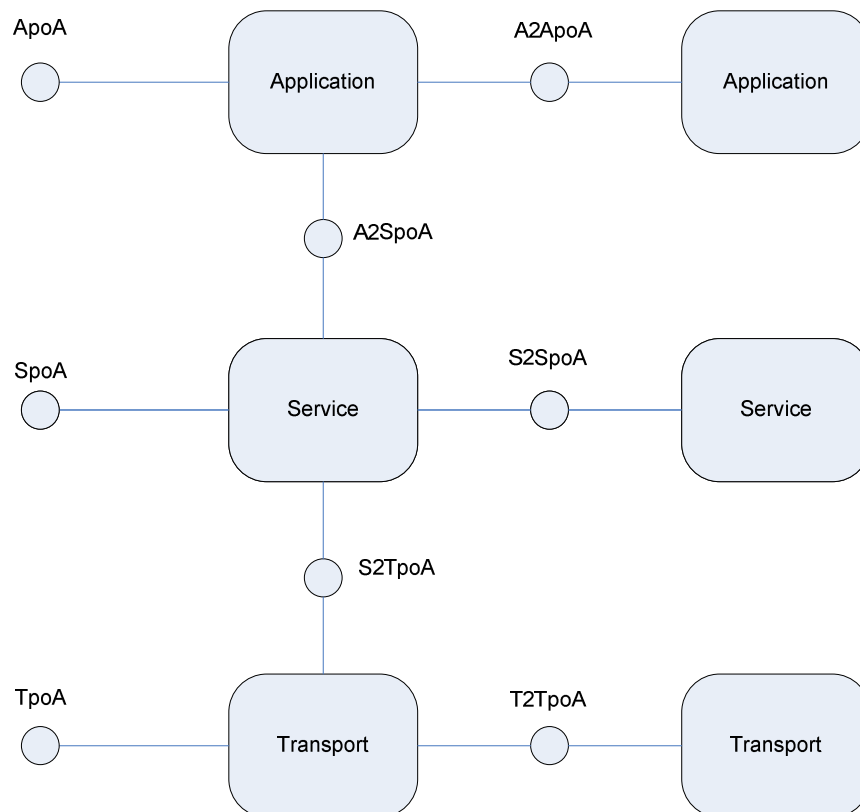 ApoA
A2ApoA
Application
Application
A2SpoA
SpoA
S2SpoA
Service
Service
S2TpoA
TpoA
T2TpoA
Transport
Transport